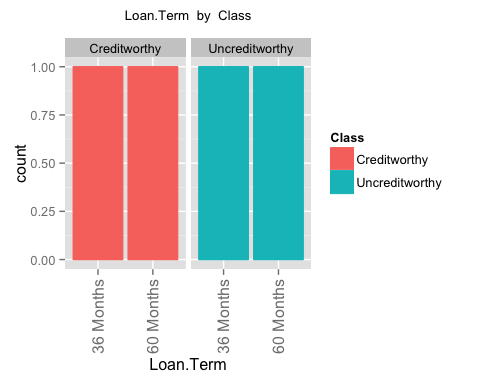 Loan.Term by Class
Creditworthy
Uncreditworthy
count
1.00
0.75
0.50
0.25
0.00
36 Months
60 Months
36 Months
60 Months
Loan.Term
Class
Creditworthy
Uncreditworthy